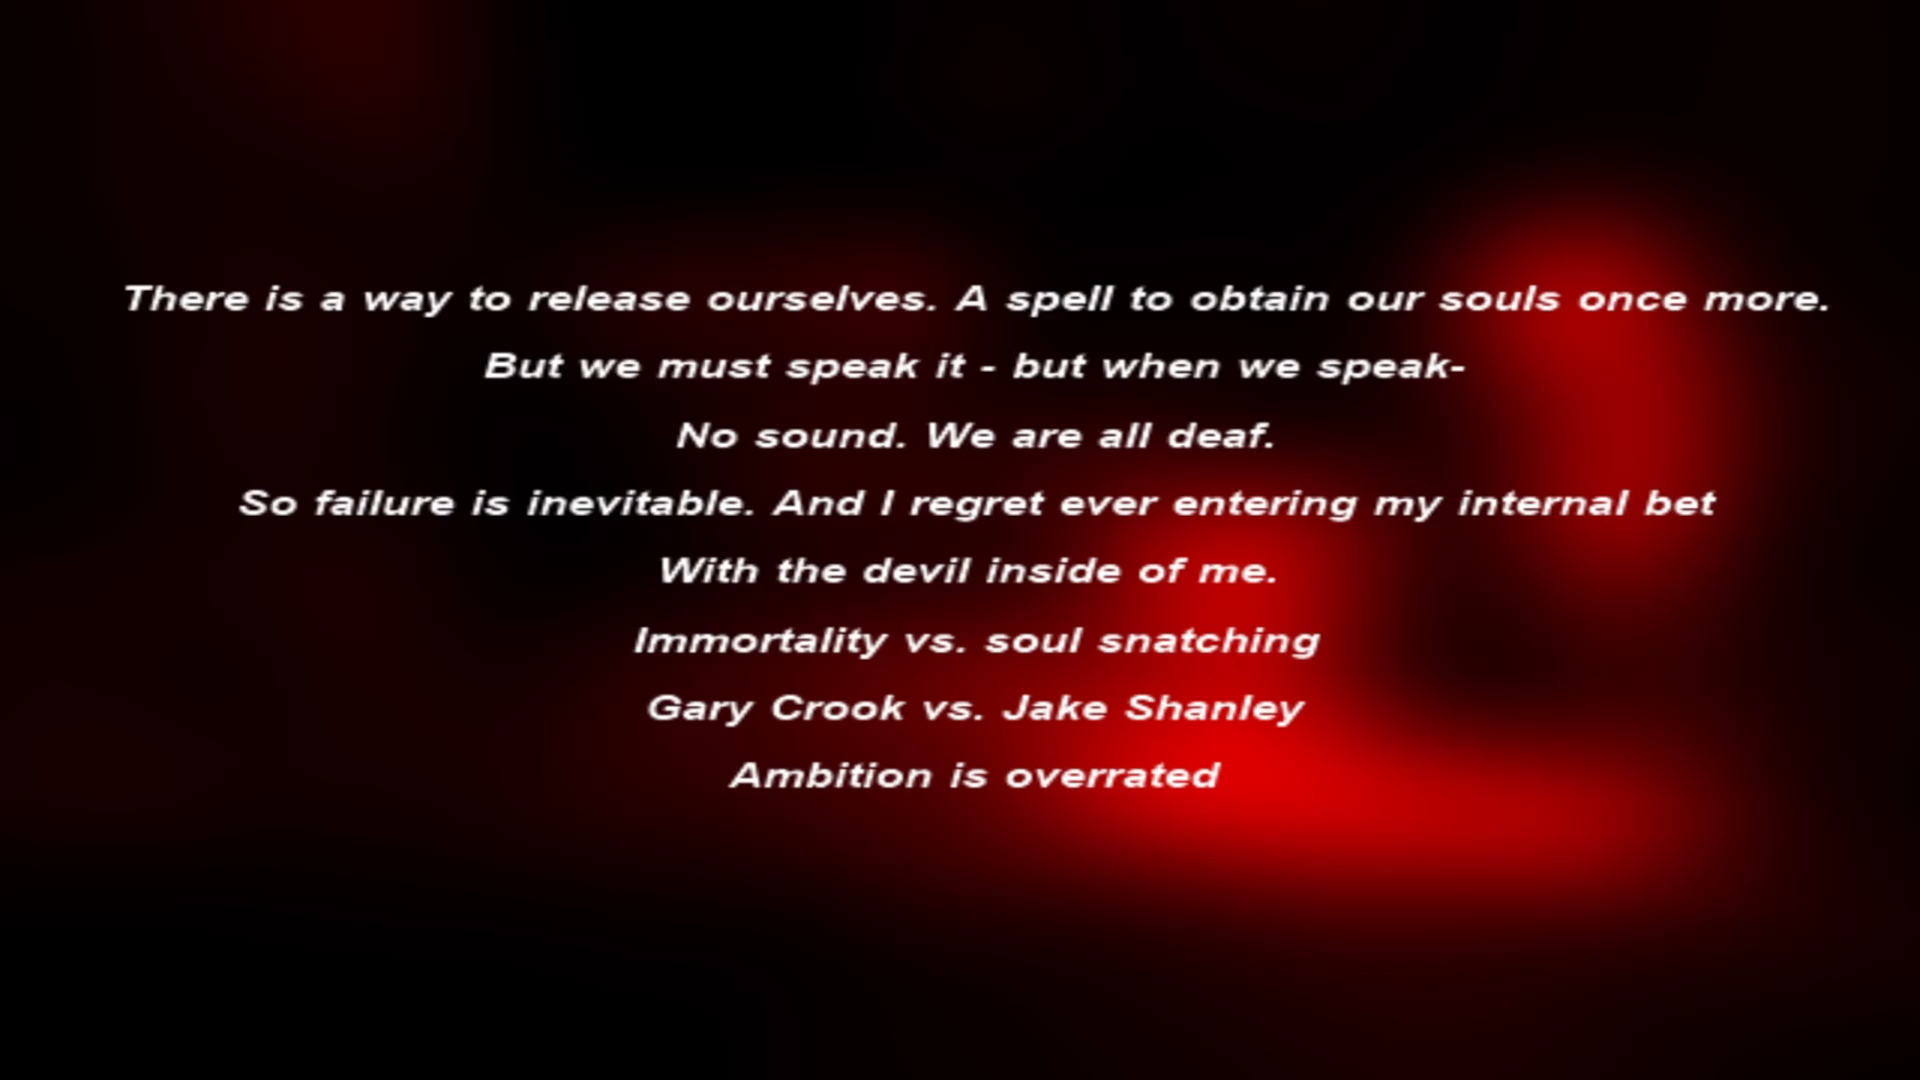 There is a way to release ourselves. A spell to obtain our souls once more.
But we must speak it - but when we speak-
No sound. We are all deaf.
So failure is inevitable. And I regret ever entering my internal bet
With the devil inside of me.
Immortality vs. soul snatching
Gary Crook vs. Jake Shanley
Ambition is overrated